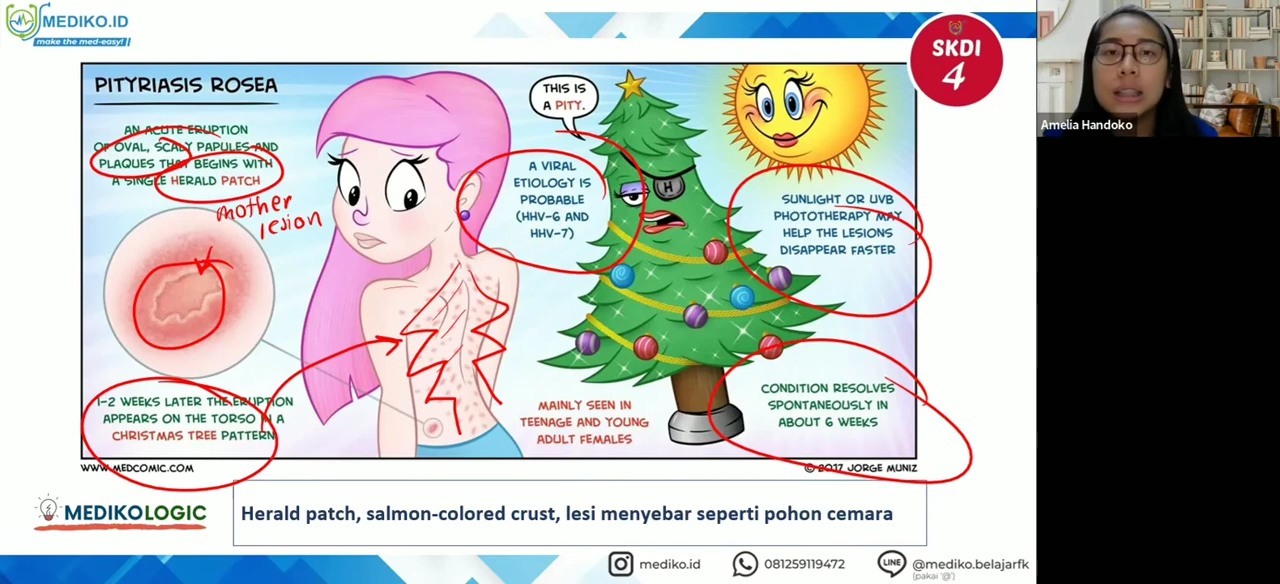 MEDIKO.ID
make the med-easy!
SKDI
4
Amelia Handoko
PITYRIASIS ROSEA
AN ACUTE ERUPTION
OF OVAL, SCALY PAPULES AND
PLAQUES THAT BEGINS WITH
A SINGLE HERALD PATCH
mother
lesion
1-2 WEEKS LATER THE ERUPTION
APPEARS ON THE TORSO IN A
CHRISTMAS TREE PATTERN
THIS IS
A PITY.
A VIRAL
ETIOLOGY IS
PROBABLE
(HHV-6 AND
HHV-7)
H
MAINLY SEEN IN
TEENAGE AND YOUNG
ADULT FEMALES
SUNLIGHT OR UVB
PHOTOTHERAPY MAY
HELP THE LESIONS
DISAPPEAR FASTER
CONDITION RESOLVES
SPONTANEOUSLY IN
ABOUT 6 WEEKS
WWW.MEDCOMIC.COM
© 2017 JORGE MUNIZ
MEDIKOLOGIC
Herald patch, salmon-colored crust, lesi menyebar seperti pohon cemara
mediko.id
081259119472
LINE
@mediko.belajarfk
(pakai '@')